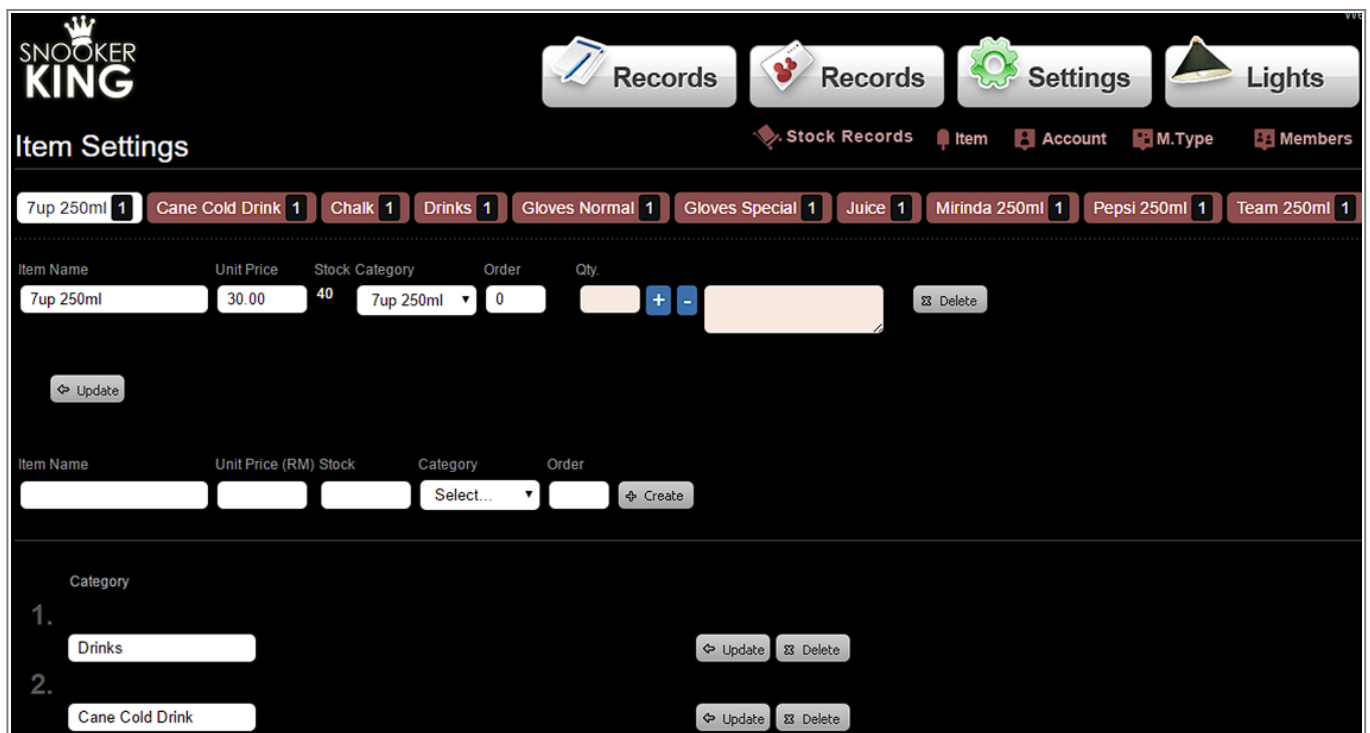 SNOOKER
KING
Records
Records
Settings
Lights
Item Settings
Stock Records
Item
Account
M.Type
Members
7up 250ml 1
Cane Cold Drink 1
Chalk 1
Drinks 1
Gloves Normal 1
Gloves Special 1
Juice 1
Mirinda 250ml 1
Pepsi 250ml 1
Team 250ml 1
Item Name Unit Price Stock Category Order Qty.
7up 250ml 30.00 40 7up 250ml 0 + - Delete
Update
Item Name Unit Price (RM) Stock Category Order
Select... Create
Category
1.
Drinks Update Delete
2.
Cane Cold Drink Update Delete